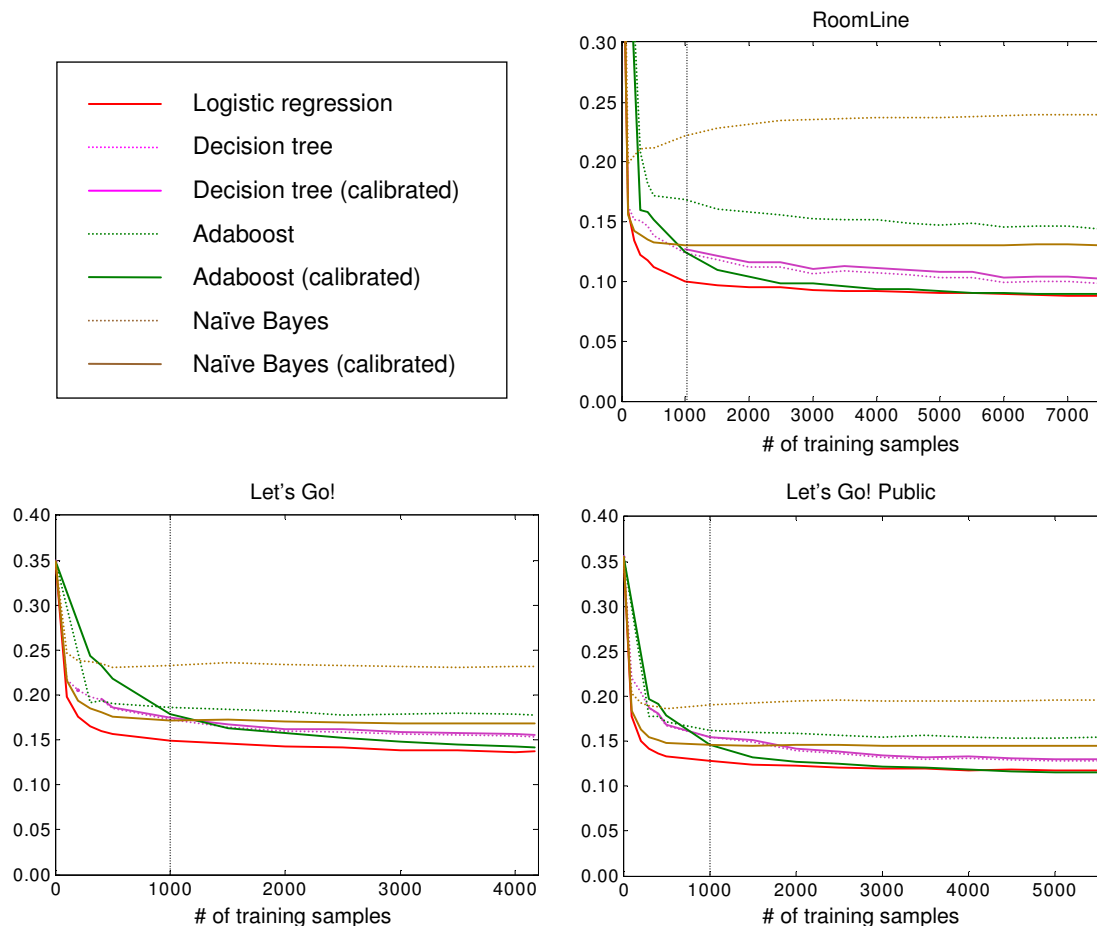 RoomLine
Logistic regression
Decision tree
Decision tree (calibrated)
Adaboost
Adaboost (calibrated)
Naïve Bayes
Naïve Bayes (calibrated)
0.30
0.25
0.20
0.15
0.10
0.05
0.00
0 1000 2000 3000 4000 5000 6000 7000
# of training samples
Let's Go!
0.40
0.35
0.30
0.25
0.20
0.15
0.10
0.05
0.00
0 1000 2000 3000 4000
# of training samples
Let's Go! Public
0.40
0.35
0.30
0.25
0.20
0.15
0.10
0.05
0.00
0 1000 2000 3000 4000 5000
# of training samples